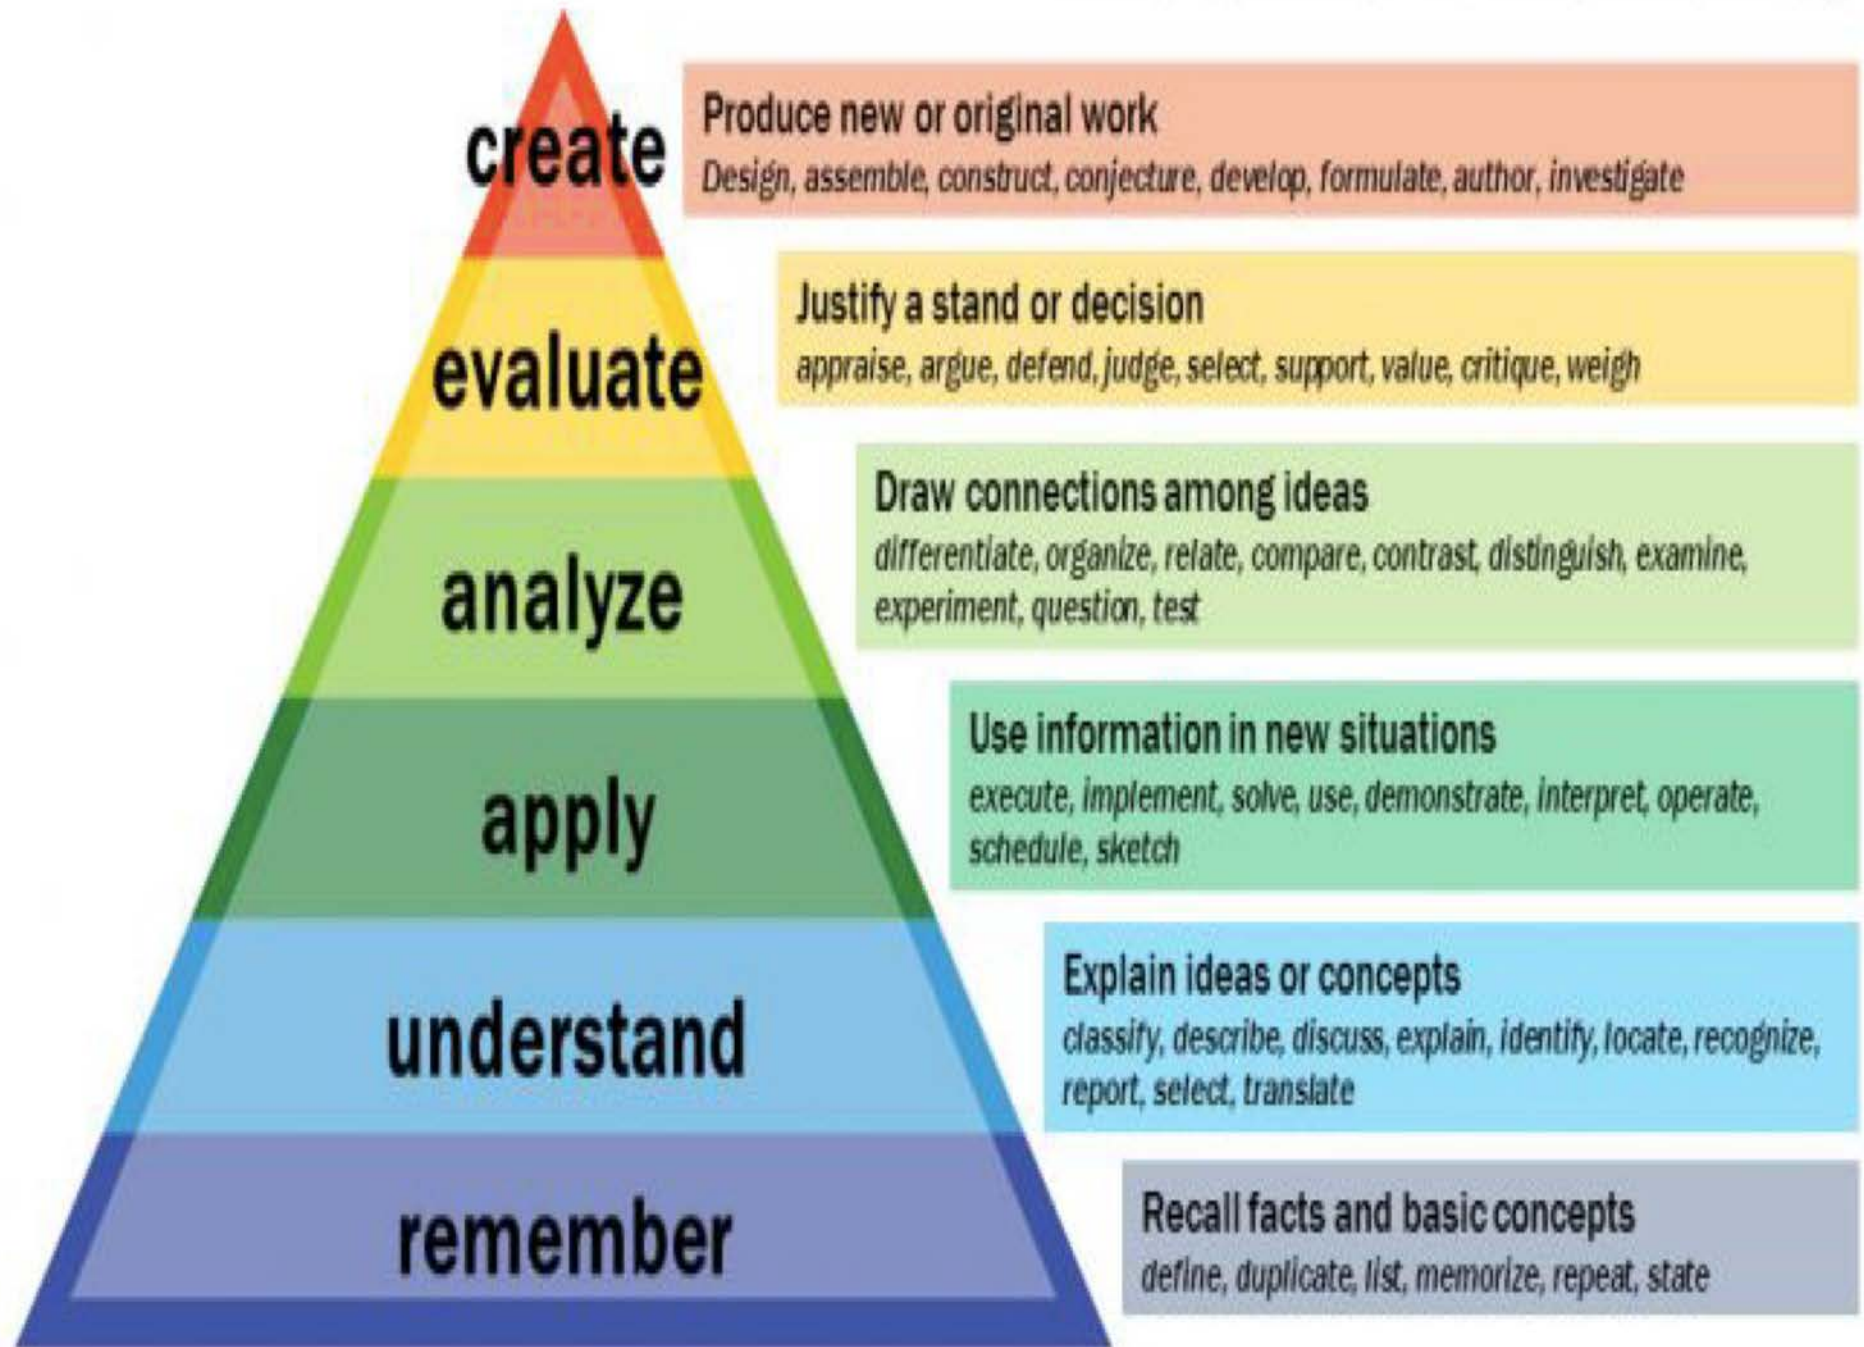 create
Produce new or original work
Design, assemble, construct, conjecture, develop, formulate, author, investigate
evaluate
Justify a stand or decision
appraise, argue, defend, judge, select, support, value, critique, weigh
analyze
Draw connections among ideas
differentiate, organize, relate, compare, contrast, distinguish, examine,
experiment, question, test
apply
Use information in new situations
execute, implement, solve, use, demonstrate, interpret, operate,
schedule, sketch
understand
Explain ideas or concepts
classify, describe, discuss, explain, identify, locate, recognize,
report, select, translate
remember
Recall facts and basic concepts
define, duplicate, list, memorize, repeat, state